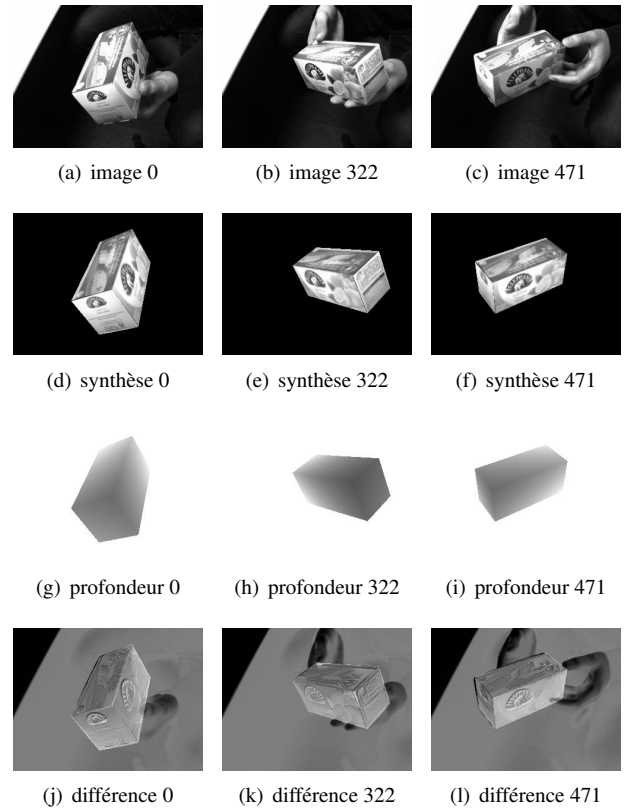 (a) image 0
(b) image 322
(c) image 471
(d) synthèse 0
(e) synthèse 322
(f) synthèse 471
(g) profondeur 0
(h) profondeur 322
(i) profondeur 471
(j) différence 0
(k) différence 322
(l) différence 471